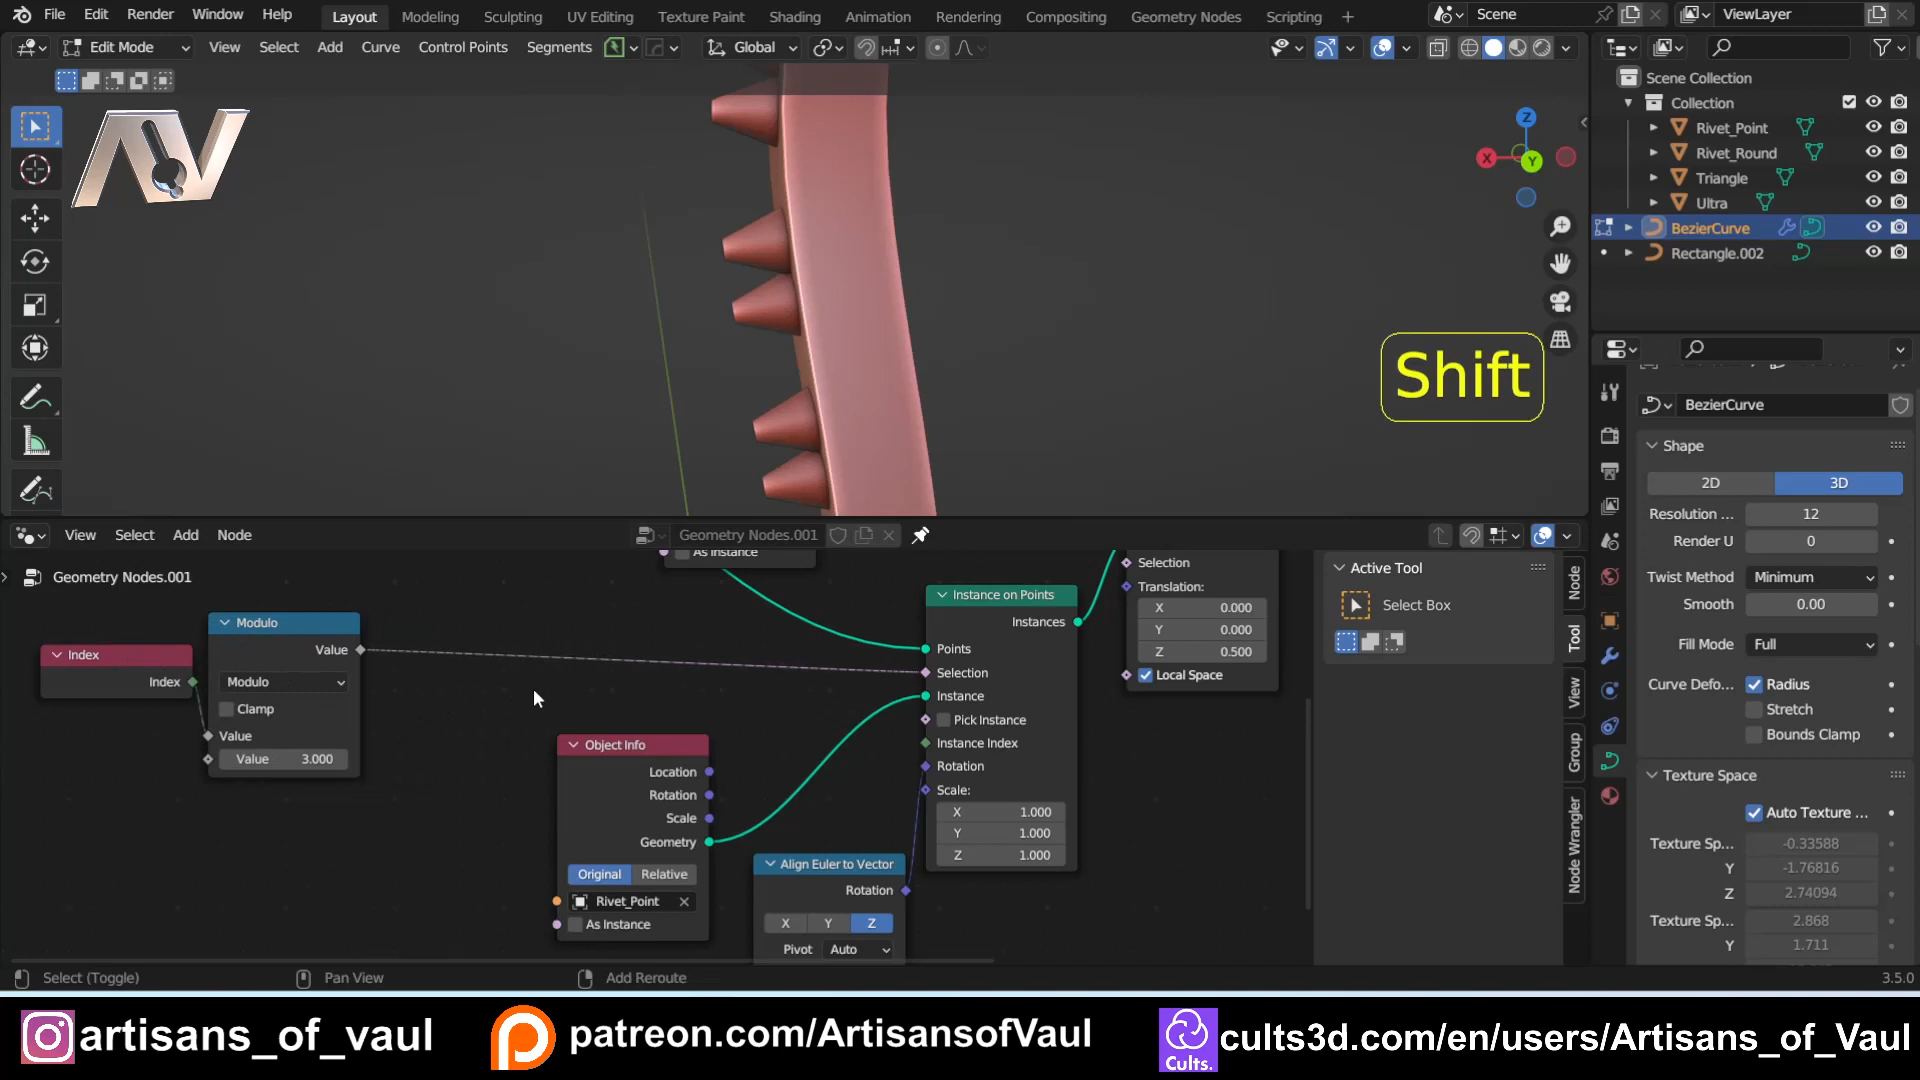 File Edit Render Window Help Layout Modeling Sculpting UV Editing Texture Paint Shading Animation Rendering Compositing Geometry Nodes Scripting + Scene ViewLayer
Edit Mode View Select Add Curve Control Points Segments Global
Scene Collection
Collection
Rivet_Point
Rivet_Round
Triangle
Ultra
BezierCurve
Rectangle.002
AV
Z
X
Y
Shift
BezierCurve
Shape
2D 3D
Resolution ... 12
Render U 0
Twist Method Minimum
Smooth 0.00
Fill Mode Full
Curve Defo... Radius
Stretch
Bounds Clamp
Texture Space
Auto Texture ...
Texture Sp... -0.33588
Y -1.76816
Z 2.74094
Texture Sp... 2.868
Y 1.711
View Select Add Node Geometry Nodes.001
Geometry Nodes.001
As Instance
Index
Index
Modulo
Value
Modulo
Clamp
Value
Value 3.000
Object Info
Location
Rotation
Scale
Geometry
Original Relative
Rivet_Point
As Instance
Align Euler to Vector
Rotation
X Y Z
Pivot Auto
Instance on Points
Instances
Points
Selection
Instance
Pick Instance
Instance Index
Rotation
Scale:
X 1.000
Y 1.000
Z 1.000
Selection
Translation:
X 0.000
Y 0.000
Z 0.500
Local Space
Active Tool
Select Box
Node
Tool
View
Group
Node Wrangler
Select (Toggle) Pan View Add Reroute 3.5.0
artisans_of_vaul patreon.com/ArtisansofVaul Cults. cults3d.com/en/users/Artisans_of_Vaul